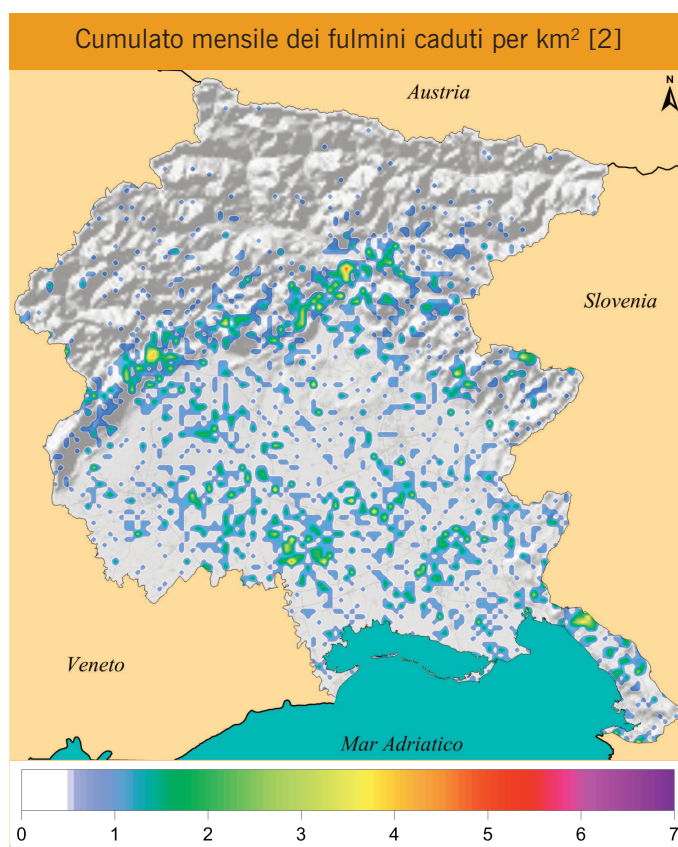 Cumulato mensile dei fulmini caduti per km² [2]
Austria
N
Slovenia
Veneto
Mar Adriatico
0 1 2 3 4 5 6 7